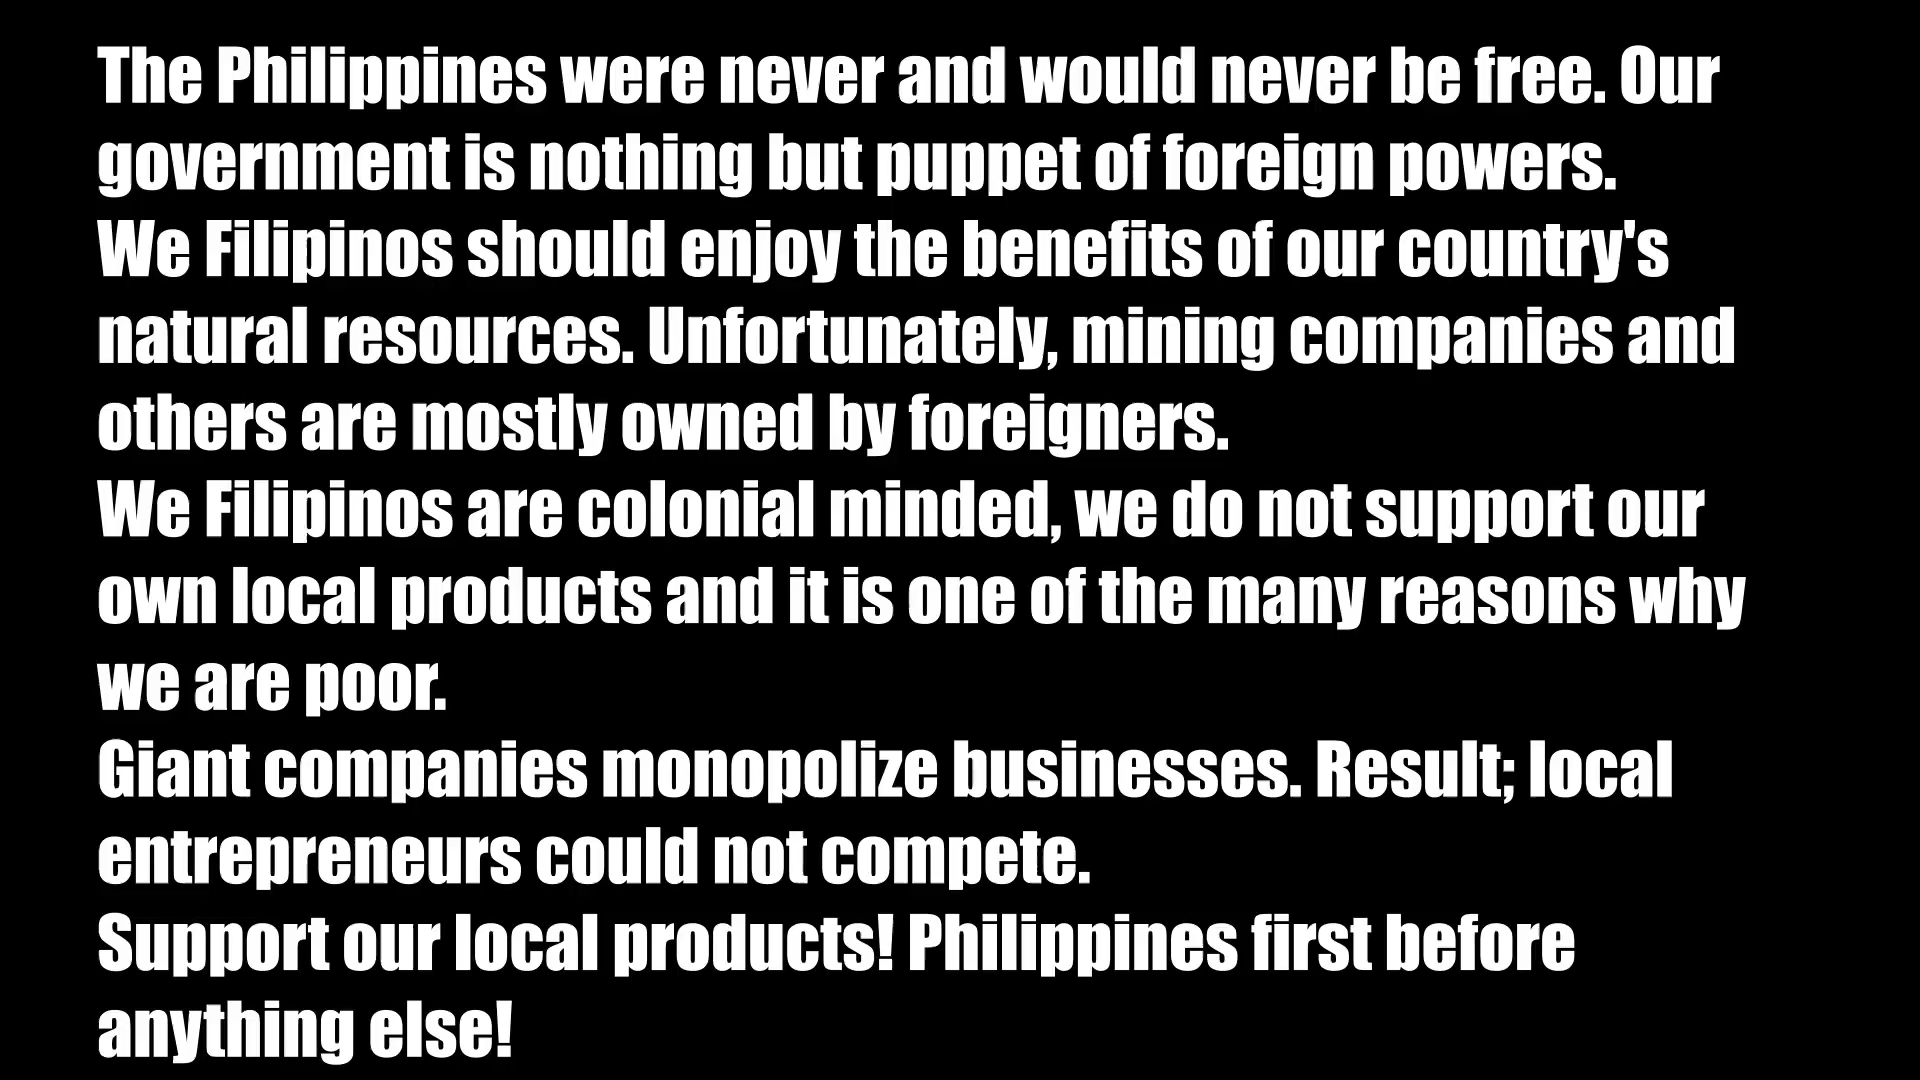 The Philippines were never and would never be free. Our
government is nothing but puppet of foreign powers.
We Filipinos should enjoy the benefits of our country's
natural resources. Unfortunately, mining companies and
others are mostly owned by foreigners.
We Filipinos are colonial minded, we do not support our
own local products and it is one of the many reasons why
we are poor.
Giant companies monopolize businesses. Result; local
entrepreneurs could not compete.
Support our local products! Philippines first before
anything else!